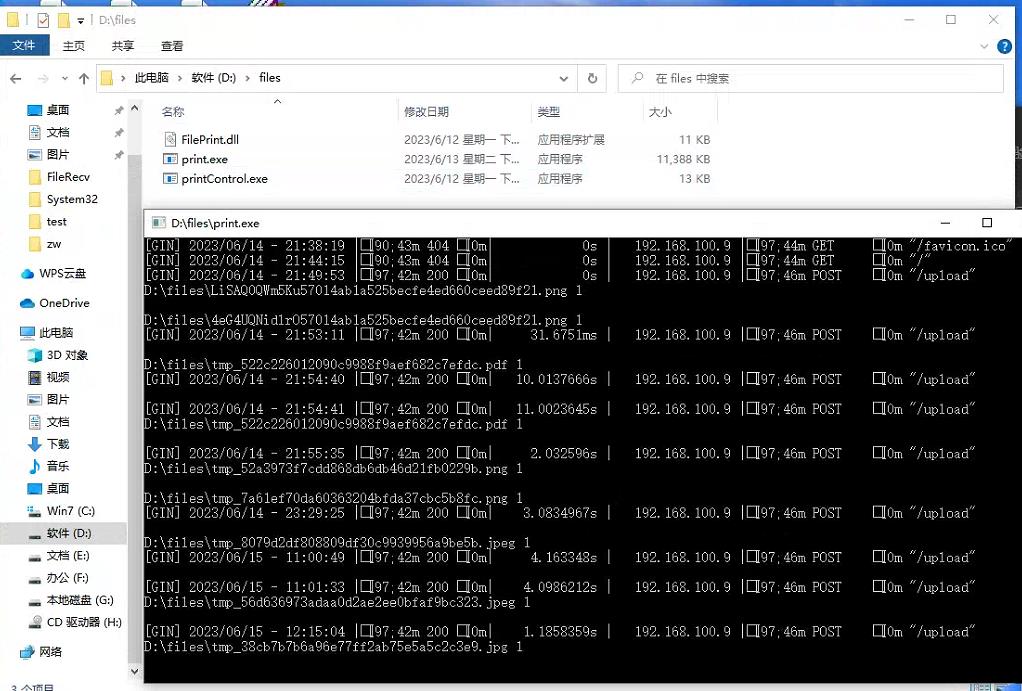 D:\files
文件 主页 共享 查看
此电脑 软件 (D:) files
在 files 中搜索
名称 修改日期 类型 大小
FilePrint.dll 2023/6/12 星期一 下... 应用程序扩展 11 KB
print.exe 2023/6/13 星期二 下... 应用程序 11,388 KB
printControl.exe 2023/6/12 星期一 下... 应用程序 13 KB
桌面
文档
图片
FileRecv
System32
test
zw
WPS云盘
OneDrive
此电脑
3D 对象
视频
图片
文档
下载
音乐
桌面
Win7 (C:)
软件 (D:)
文档 (E:)
办公 (F:)
本地磁盘 (G:)
CD 驱动器 (H:)
网络
3 个项目
D:\files\print.exe
[GIN] 2023/06/14 - 21:38:19 |□[90;43m 404 □[0m| 0s | 192.168.100.9 |□[97;44m GET □[0m "/favicon.ico"
[GIN] 2023/06/14 - 21:44:15 |□[90;43m 404 □[0m| 0s | 192.168.100.9 |□[97;44m GET □[0m "/"
[GIN] 2023/06/14 - 21:49:53 |□[97;42m 200 □[0m| 0s | 192.168.100.9 |□[97;46m POST □[0m "/upload"
D:\files\LiSAQOQWm5Ku57014ab1a525becfe4ed660ceed89f21.png 1
D:\files\4eG4UQNid1rO57014ab1a525becfe4ed660ceed89f21.png 1
[GIN] 2023/06/14 - 21:53:11 |□[97;42m 200 □[0m| 31.6751ms | 192.168.100.9 |□[97;46m POST □[0m "/upload"
D:\files\tmp_522c226012090c9988f9aef682c7efdc.pdf 1
[GIN] 2023/06/14 - 21:54:40 |□[97;42m 200 □[0m| 10.0137666s | 192.168.100.9 |□[97;46m POST □[0m "/upload"
[GIN] 2023/06/14 - 21:54:41 |□[97;42m 200 □[0m| 11.0023645s | 192.168.100.9 |□[97;46m POST □[0m "/upload"
D:\files\tmp_522c226012090c9988f9aef682c7efdc.pdf 1
[GIN] 2023/06/14 - 21:55:35 |□[97;42m 200 □[0m| 2.032596s | 192.168.100.9 |□[97;46m POST □[0m "/upload"
D:\files\tmp_52a3973f7cdd868db6db46d21fb0229b.png 1
D:\files\tmp_7a61ef70da60363204bfda37cbc5b8fc.png 1
[GIN] 2023/06/14 - 23:29:25 |□[97;42m 200 □[0m| 3.0834967s | 192.168.100.9 |□[97;46m POST □[0m "/upload"
D:\files\tmp_8079d2df808809df30c9939956a9be5b.jpeg 1
[GIN] 2023/06/15 - 11:00:49 |□[97;42m 200 □[0m| 4.163348s | 192.168.100.9 |□[97;46m POST □[0m "/upload"
[GIN] 2023/06/15 - 11:01:33 |□[97;42m 200 □[0m| 4.0986212s | 192.168.100.9 |□[97;46m POST □[0m "/upload"
D:\files\tmp_56d636973adaa0d2ae2ee0bfaf9bc323.jpeg 1
[GIN] 2023/06/15 - 12:15:04 |□[97;42m 200 □[0m| 1.1858359s | 192.168.100.9 |□[97;46m POST □[0m "/upload"
D:\files\tmp_38cb7b7b6a96e77ff2ab75e5a5c2c3e9.jpg 1